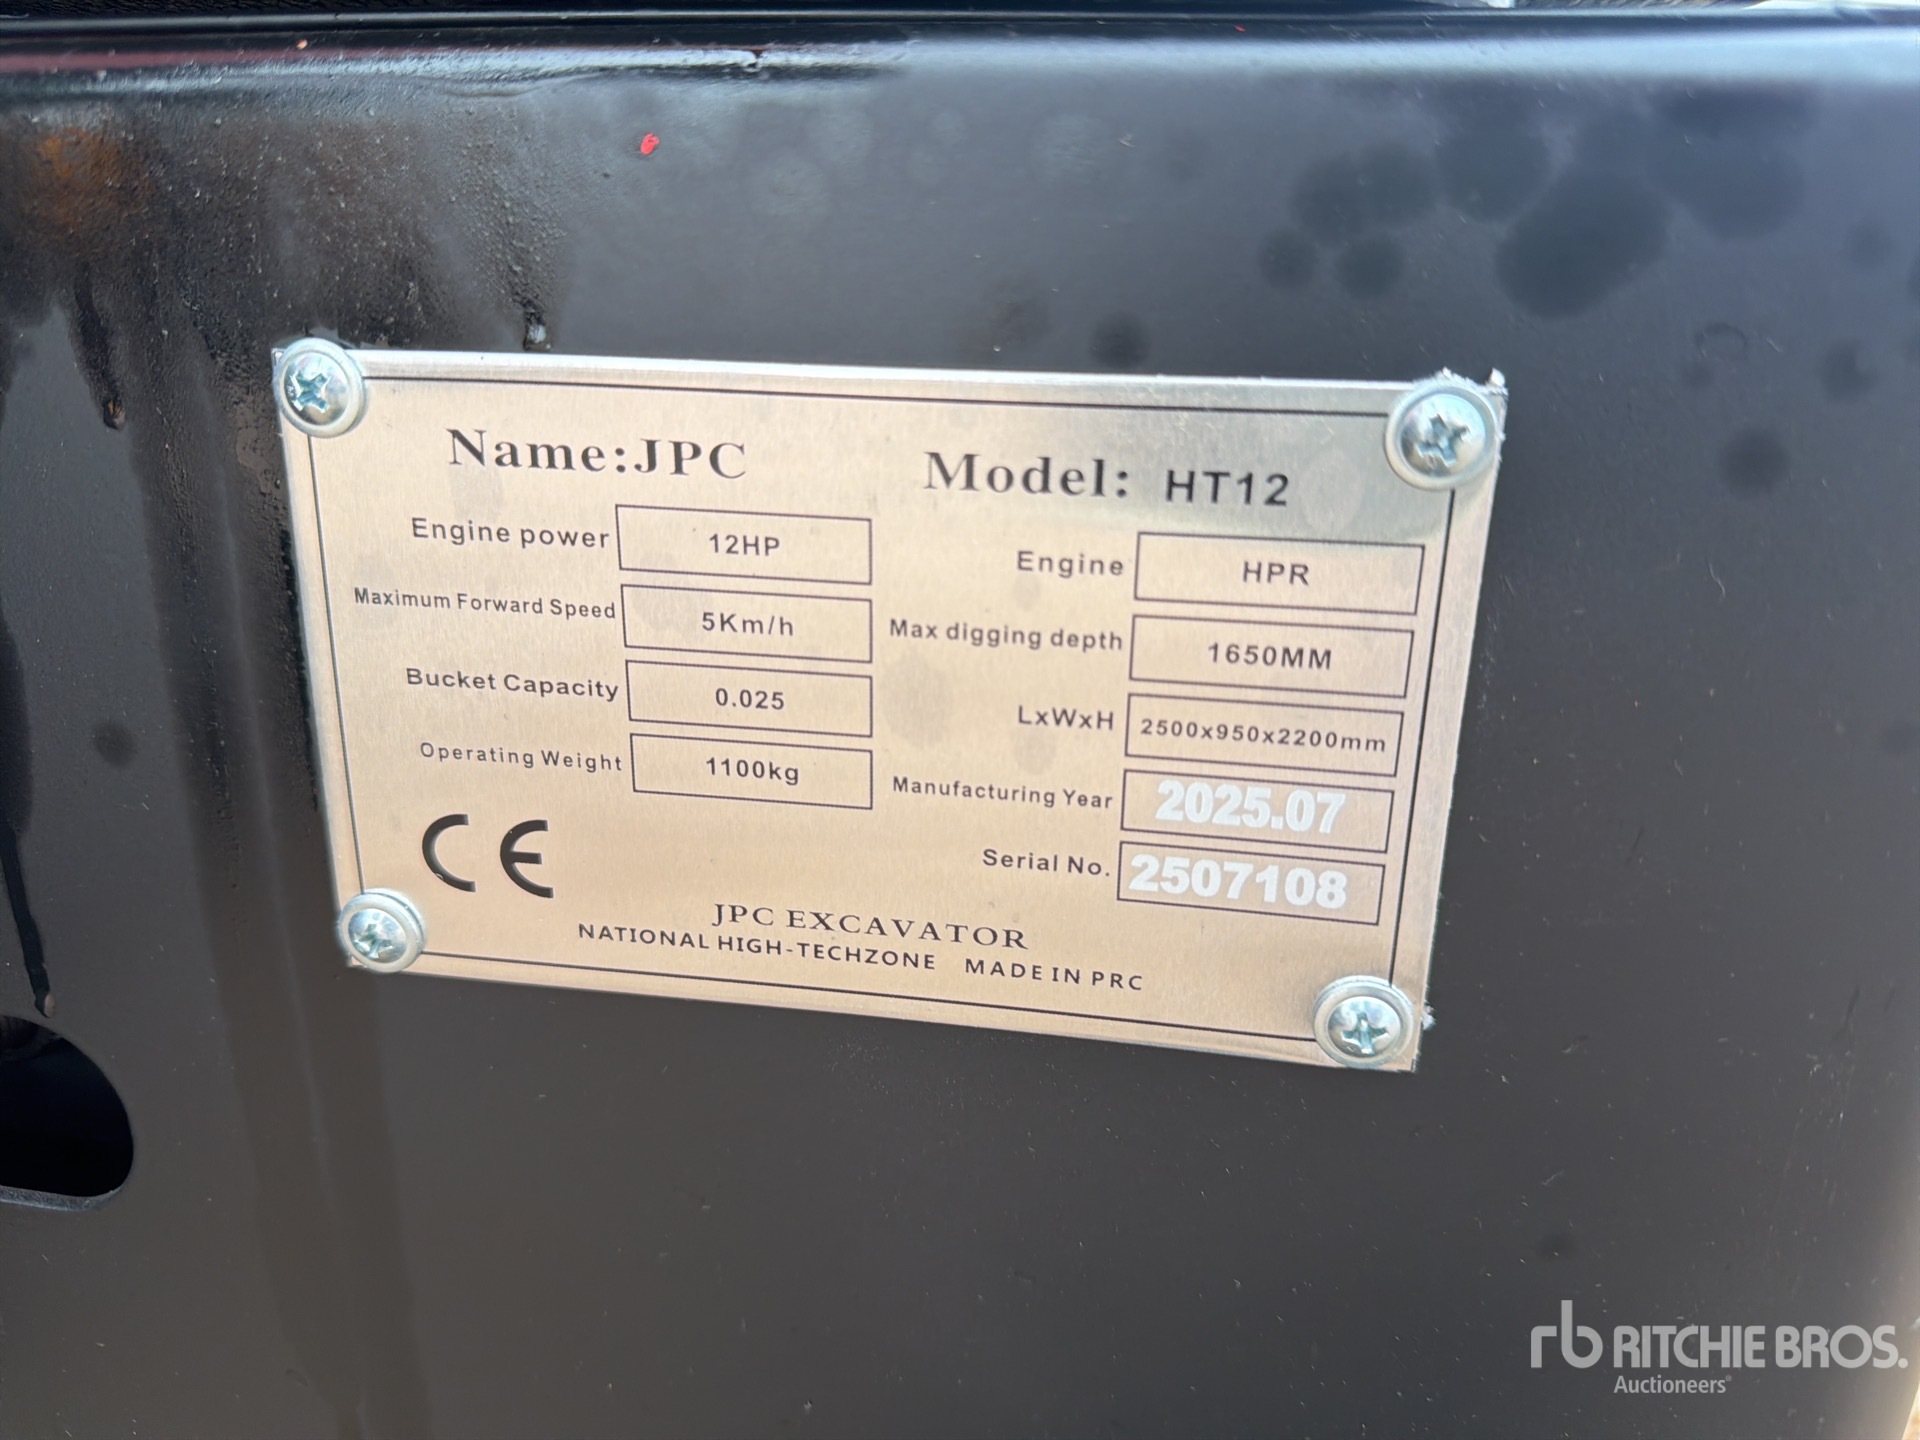 Name:JPC
Model: HT12
Engine power 12HP
Engine HPR
Maximum Forward Speed 5Km/h
Max digging depth 1650MM
Bucket Capacity 0.025
LxWxH 2500x950x2200mm
Operating Weight 1100kg
Manufacturing Year 2025.07
Serial No. 2507108
CE
JPC EXCAVATOR
NATIONAL HIGH-TECHZONE MADE IN PRC
rb RITCHIE BROS.
Auctioneers